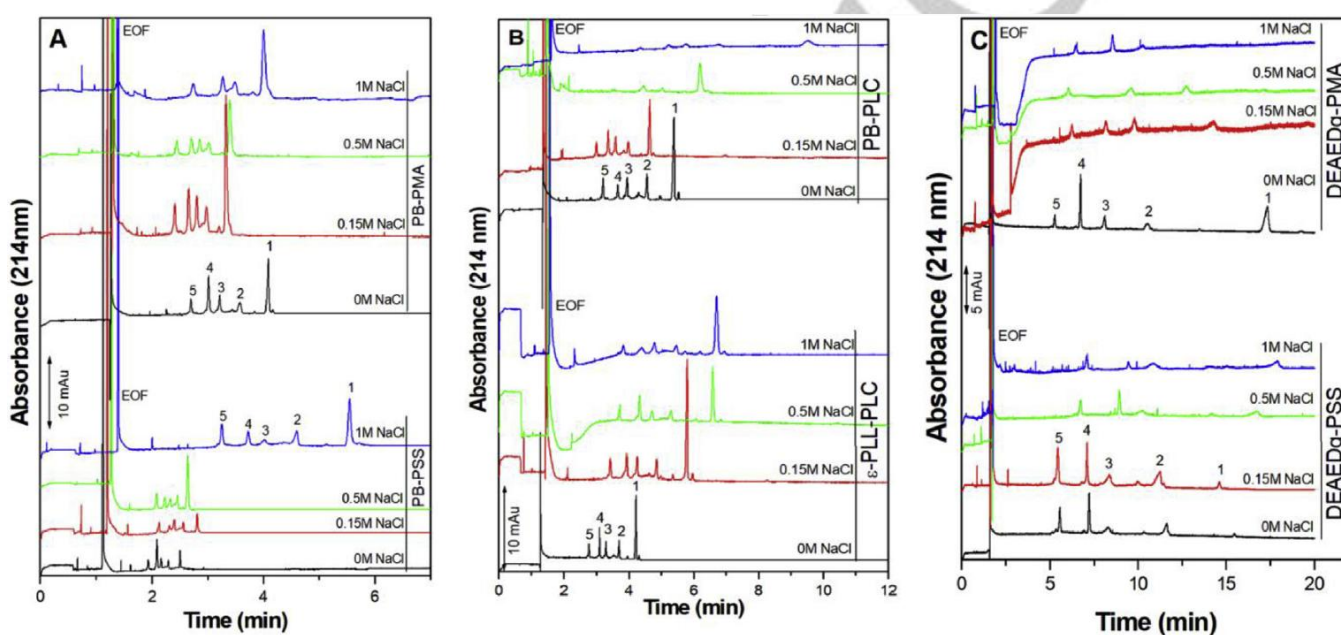 A
EOF
1M NaCl
0.5M NaCl
0.15M NaCl
0M NaCl
5 4 3 2 1
PB-PMA
10 mAu
EOF
5 4 3 2 1
1M NaCl
0.5M NaCl
0.15M NaCl
0M NaCl
PB-PSS
Absorbance (214nm)
0 2 4 6
Time (min)
B
EOF
1M NaCl
0.5M NaCl
0.15M NaCl
5 4 3 2 1
0M NaCl
PB-PLC
EOF
1M NaCl
0.5M NaCl
0.15M NaCl
5 4 3 2 1
0M NaCl
ε-PLL-PLC
10 mAu
Absorbance (214 nm)
0 2 4 6 8 10 12
Time (min)
C
EOF
1M NaCl
0.5M NaCl
0.15M NaCl
0M NaCl
5 4 3 2 1
DEAEDq-PMA
5 mAu
EOF
1M NaCl
0.5M NaCl
5 4 3 2 1
0.15M NaCl
0M NaCl
DEAEDq-PSS
Absorbance (214 nm)
0 5 10 15 20
Time (min)